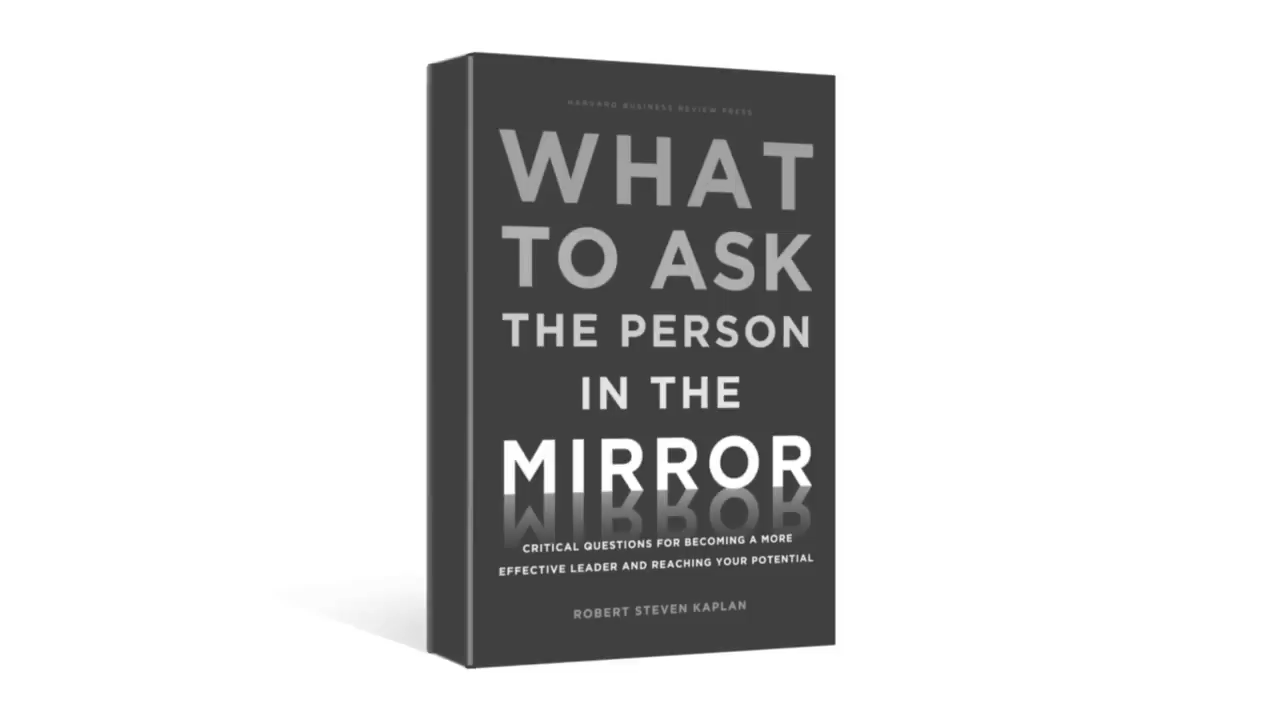 HARVARD BUSINESS REVIEW PRESS
WHAT
TO ASK
THE PERSON
IN THE
MIRROR
CRITICAL QUESTIONS FOR BECOMING A MORE
EFFECTIVE LEADER AND REACHING YOUR POTENTIAL
ROBERT STEVEN KAPLAN